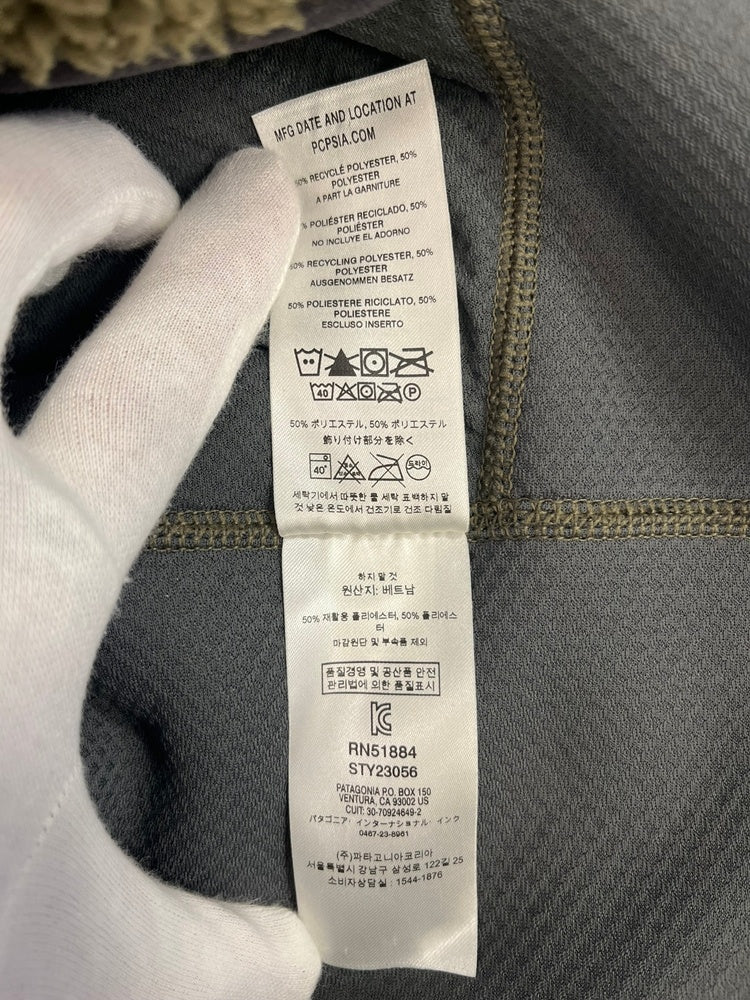 MFG DATE AND LOCATION AT
PCPSIA.COM
50% RECYCLÉ POLYESTER, 50%
POLYESTER
A PART LA GARNITURE
% POLIÉSTER RECICLADO, 50%
POLIÉSTER
NO INCLUYE EL ADORNO
50% RECYCLING POLYESTER, 50%
POLYESTER
AUSGENOMMEN BESATZ
50% POLIESTERE RICICLATO, 50%
POLIESTERE
ESCLUSO INSERTO
40 P
50% ポリエステル, 50% ポリエステル
飾り付け部分を除く
40° 드라이
세탁기에서 따뜻한 물 세탁 표백하지 말
것 낮은 온도에서 건조기로 건조 다림질
하지 말 것
원산지: 베트남
50% 재활용 폴리에스터, 50% 폴리에스
터
마감원단 및 부속품 제외
품질경영 및 공산품 안전
관리법에 의한 품질표시
RN51884
STY23056
PATAGONIA P.O. BOX 150
VENTURA, CA 93002 US
CUIT: 30-70924649-2
パタゴニア・インターナショナル・インク
0467-23-8961
(주)파타고니아코리아
서울특별시 강남구 삼성로 122길 25
소비자상담실 : 1544-1876